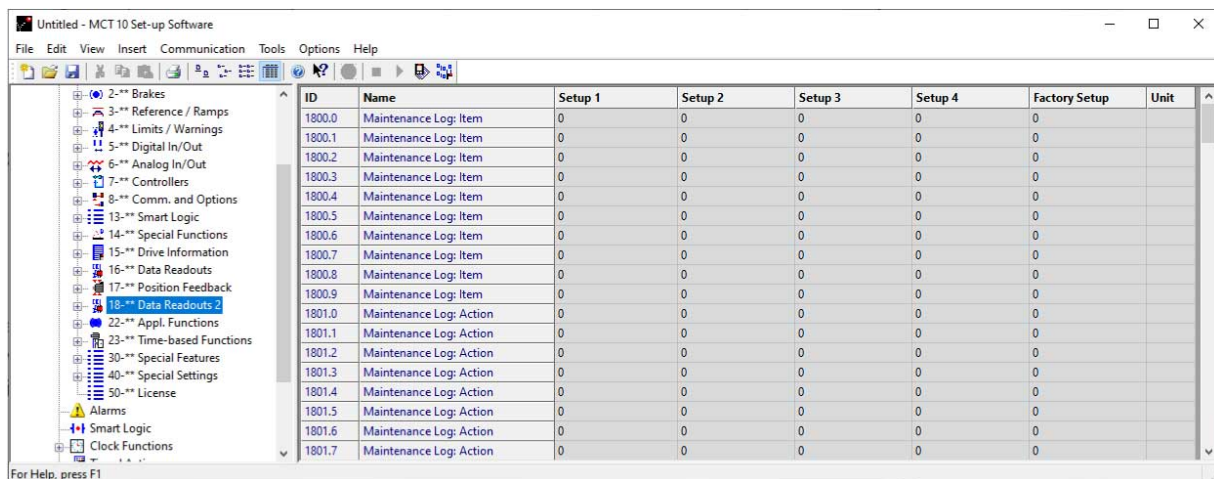 Untitled - MCT 10 Set-up Software
File Edit View Insert Communication Tools Options Help
2-** Brakes
3-** Reference / Ramps
4-** Limits / Warnings
5-** Digital In/Out
6-** Analog In/Out
7-** Controllers
8-** Comm. and Options
13-** Smart Logic
14-** Special Functions
15-** Drive Information
16-** Data Readouts
17-** Position Feedback
18-** Data Readouts 2
22-** Appl. Functions
23-** Time-based Functions
30-** Special Features
40-** Special Settings
50-** License
Alarms
Smart Logic
Clock Functions
ID Name Setup 1 Setup 2 Setup 3 Setup 4 Factory Setup Unit
1800.0 Maintenance Log: Item 0 0 0 0 0
1800.1 Maintenance Log: Item 0 0 0 0 0
1800.2 Maintenance Log: Item 0 0 0 0 0
1800.3 Maintenance Log: Item 0 0 0 0 0
1800.4 Maintenance Log: Item 0 0 0 0 0
1800.5 Maintenance Log: Item 0 0 0 0 0
1800.6 Maintenance Log: Item 0 0 0 0 0
1800.7 Maintenance Log: Item 0 0 0 0 0
1800.8 Maintenance Log: Item 0 0 0 0 0
1800.9 Maintenance Log: Item 0 0 0 0 0
1801.0 Maintenance Log: Action 0 0 0 0 0
1801.1 Maintenance Log: Action 0 0 0 0 0
1801.2 Maintenance Log: Action 0 0 0 0 0
1801.3 Maintenance Log: Action 0 0 0 0 0
1801.4 Maintenance Log: Action 0 0 0 0 0
1801.5 Maintenance Log: Action 0 0 0 0 0
1801.6 Maintenance Log: Action 0 0 0 0 0
1801.7 Maintenance Log: Action 0 0 0 0 0
For Help, press F1